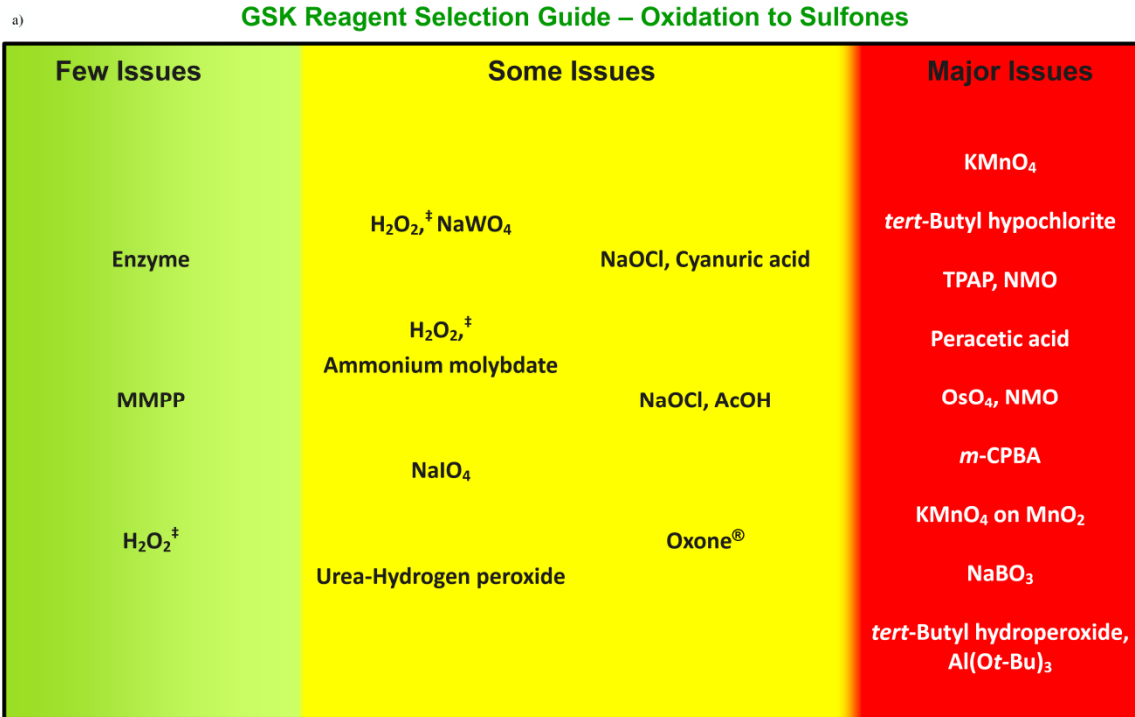 a)
GSK Reagent Selection Guide – Oxidation to Sulfones
Few Issues
Some Issues
Major Issues
Enzyme
MMPP
H₂O₂‡
H₂O₂,‡ NaWO₄
H₂O₂,‡
Ammonium molybdate
NaIO₄
Urea-Hydrogen peroxide
NaOCl, Cyanuric acid
NaOCl, AcOH
Oxone®
KMnO₄
tert-Butyl hypochlorite
TPAP, NMO
Peracetic acid
OsO₄, NMO
m-CPBA
KMnO₄ on MnO₂
NaBO₃
tert-Butyl hydroperoxide,
Al(Ot-Bu)₃